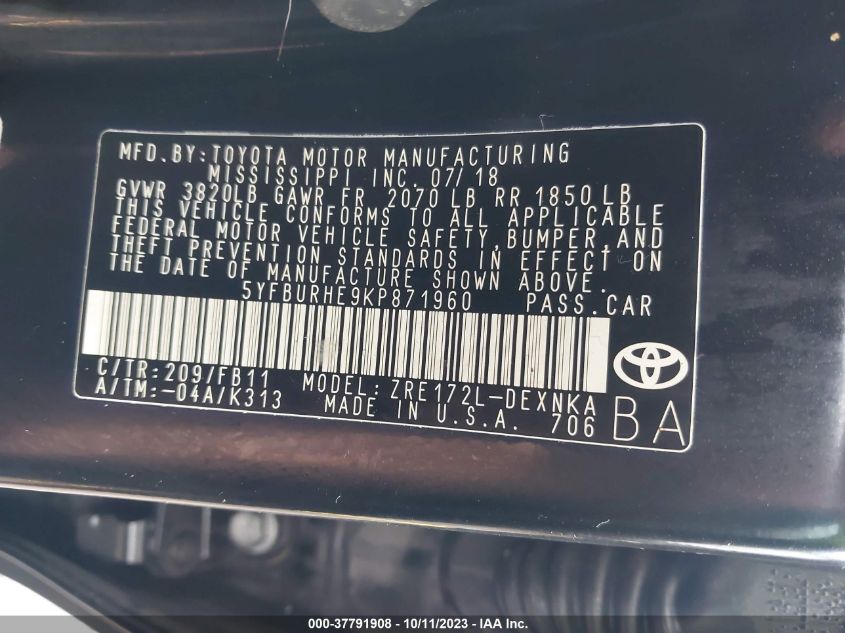 MFD.BY:TOYOTA MOTOR MANUFACTURING
MISSISSIPPI INC. 07/18
GVWR 3820LB GAWR FR 2070 LB RR 1850 LB
THIS VEHICLE CONFORMS TO ALL APPLICABLE
FEDERAL MOTOR VEHICLE SAFETY, BUMPER, AND
THEFT PREVENTION STANDARDS IN EFFECT ON
THE DATE OF MANUFACTURE SHOWN ABOVE.
5YFBURHE9KP871960 PASS.CAR
C/TR:209/FB11 MODEL: ZRE172L-DEXNKA
A/TM:-04A/K313 MADE IN U.S.A. 706 BA
000-37791908 - 10/11/2023 - IAA Inc.